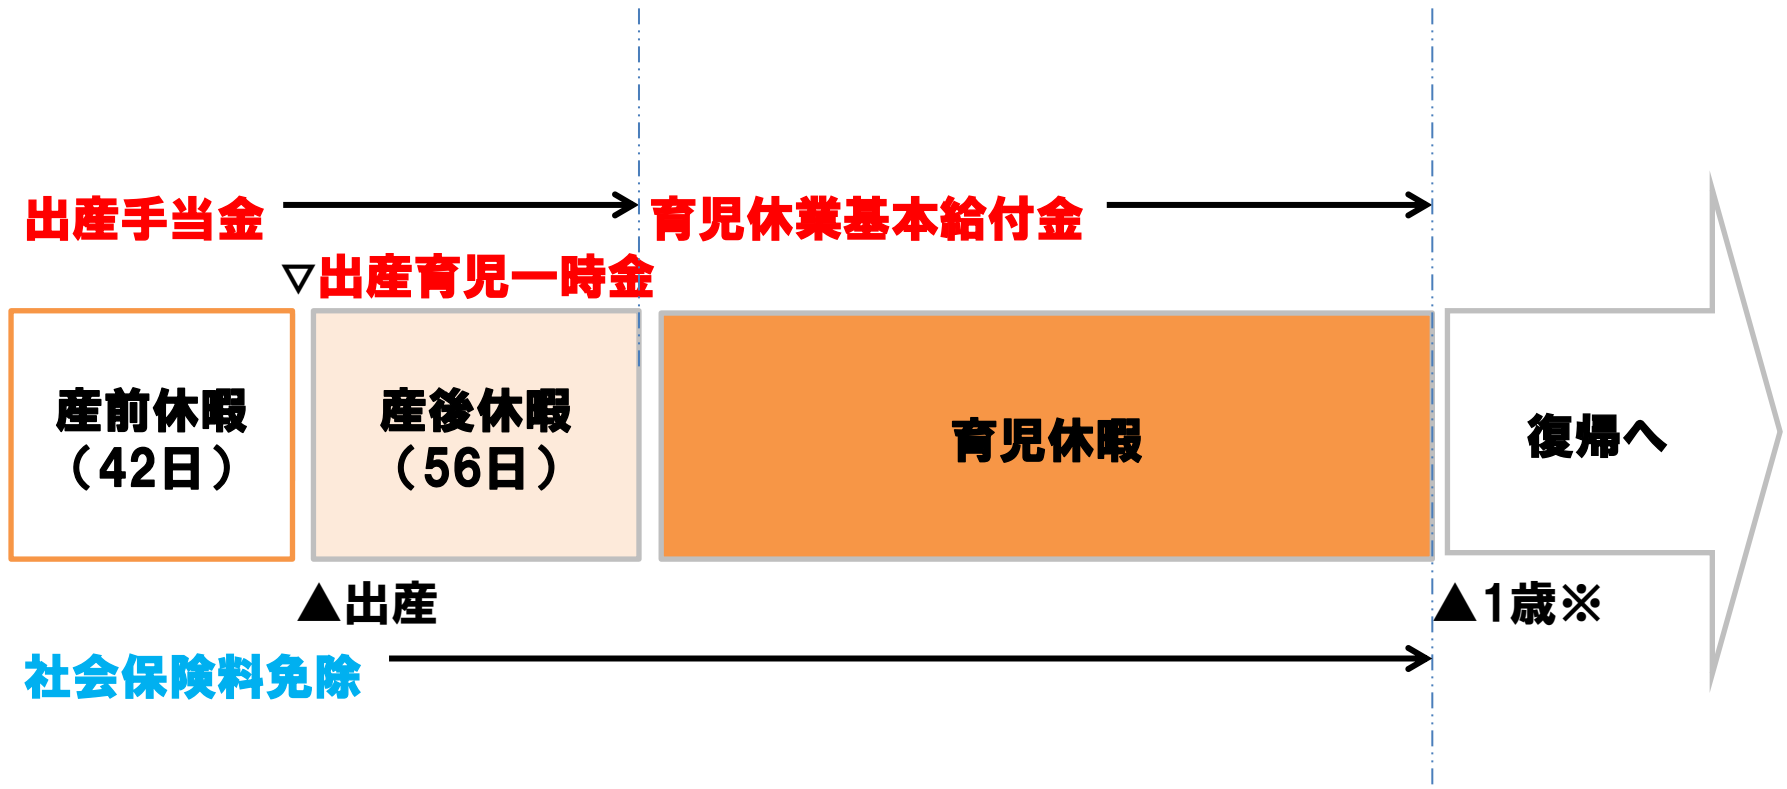 出産手当金
育児休業基本給付金
▽出産育児一時金
産前休暇
（42日）
産後休暇
（56日）
育児休暇
復帰へ
▲出産
▲1歳※
社会保険料免除